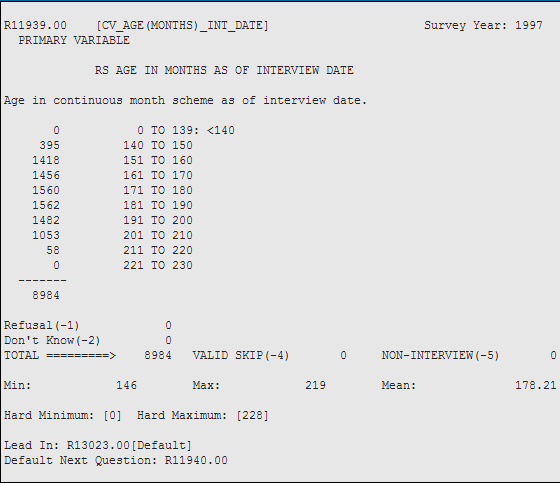 R11939.00    [CV_AGE(MONTHS)_INT_DATE]    Survey Year: 1997
PRIMARY VARIABLE
RS AGE IN MONTHS AS OF INTERVIEW DATE
Age in continuous month scheme as of interview date.
0    0 TO 139: <140
395    140 TO 150
1418    151 TO 160
1456    161 TO 170
1560    171 TO 180
1562    181 TO 190
1482    191 TO 200
1053    201 TO 210
58    211 TO 220
0    221 TO 230
-------
8984
Refusal(-1)    0
Don't Know(-2)    0
TOTAL =========>    8984    VALID SKIP(-4)    0    NON-INTERVIEW(-5)    0
Min:    146    Max:    219    Mean:    178.21
Hard Minimum: [0]  Hard Maximum: [228]
Lead In: R13023.00[Default]
Default Next Question: R11940.00